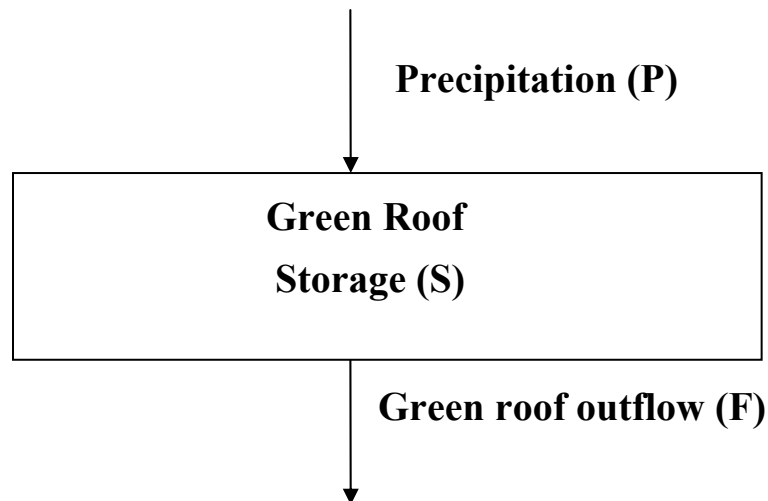 Precipitation (P)
Green Roof
Storage (S)
Green roof outflow (F)